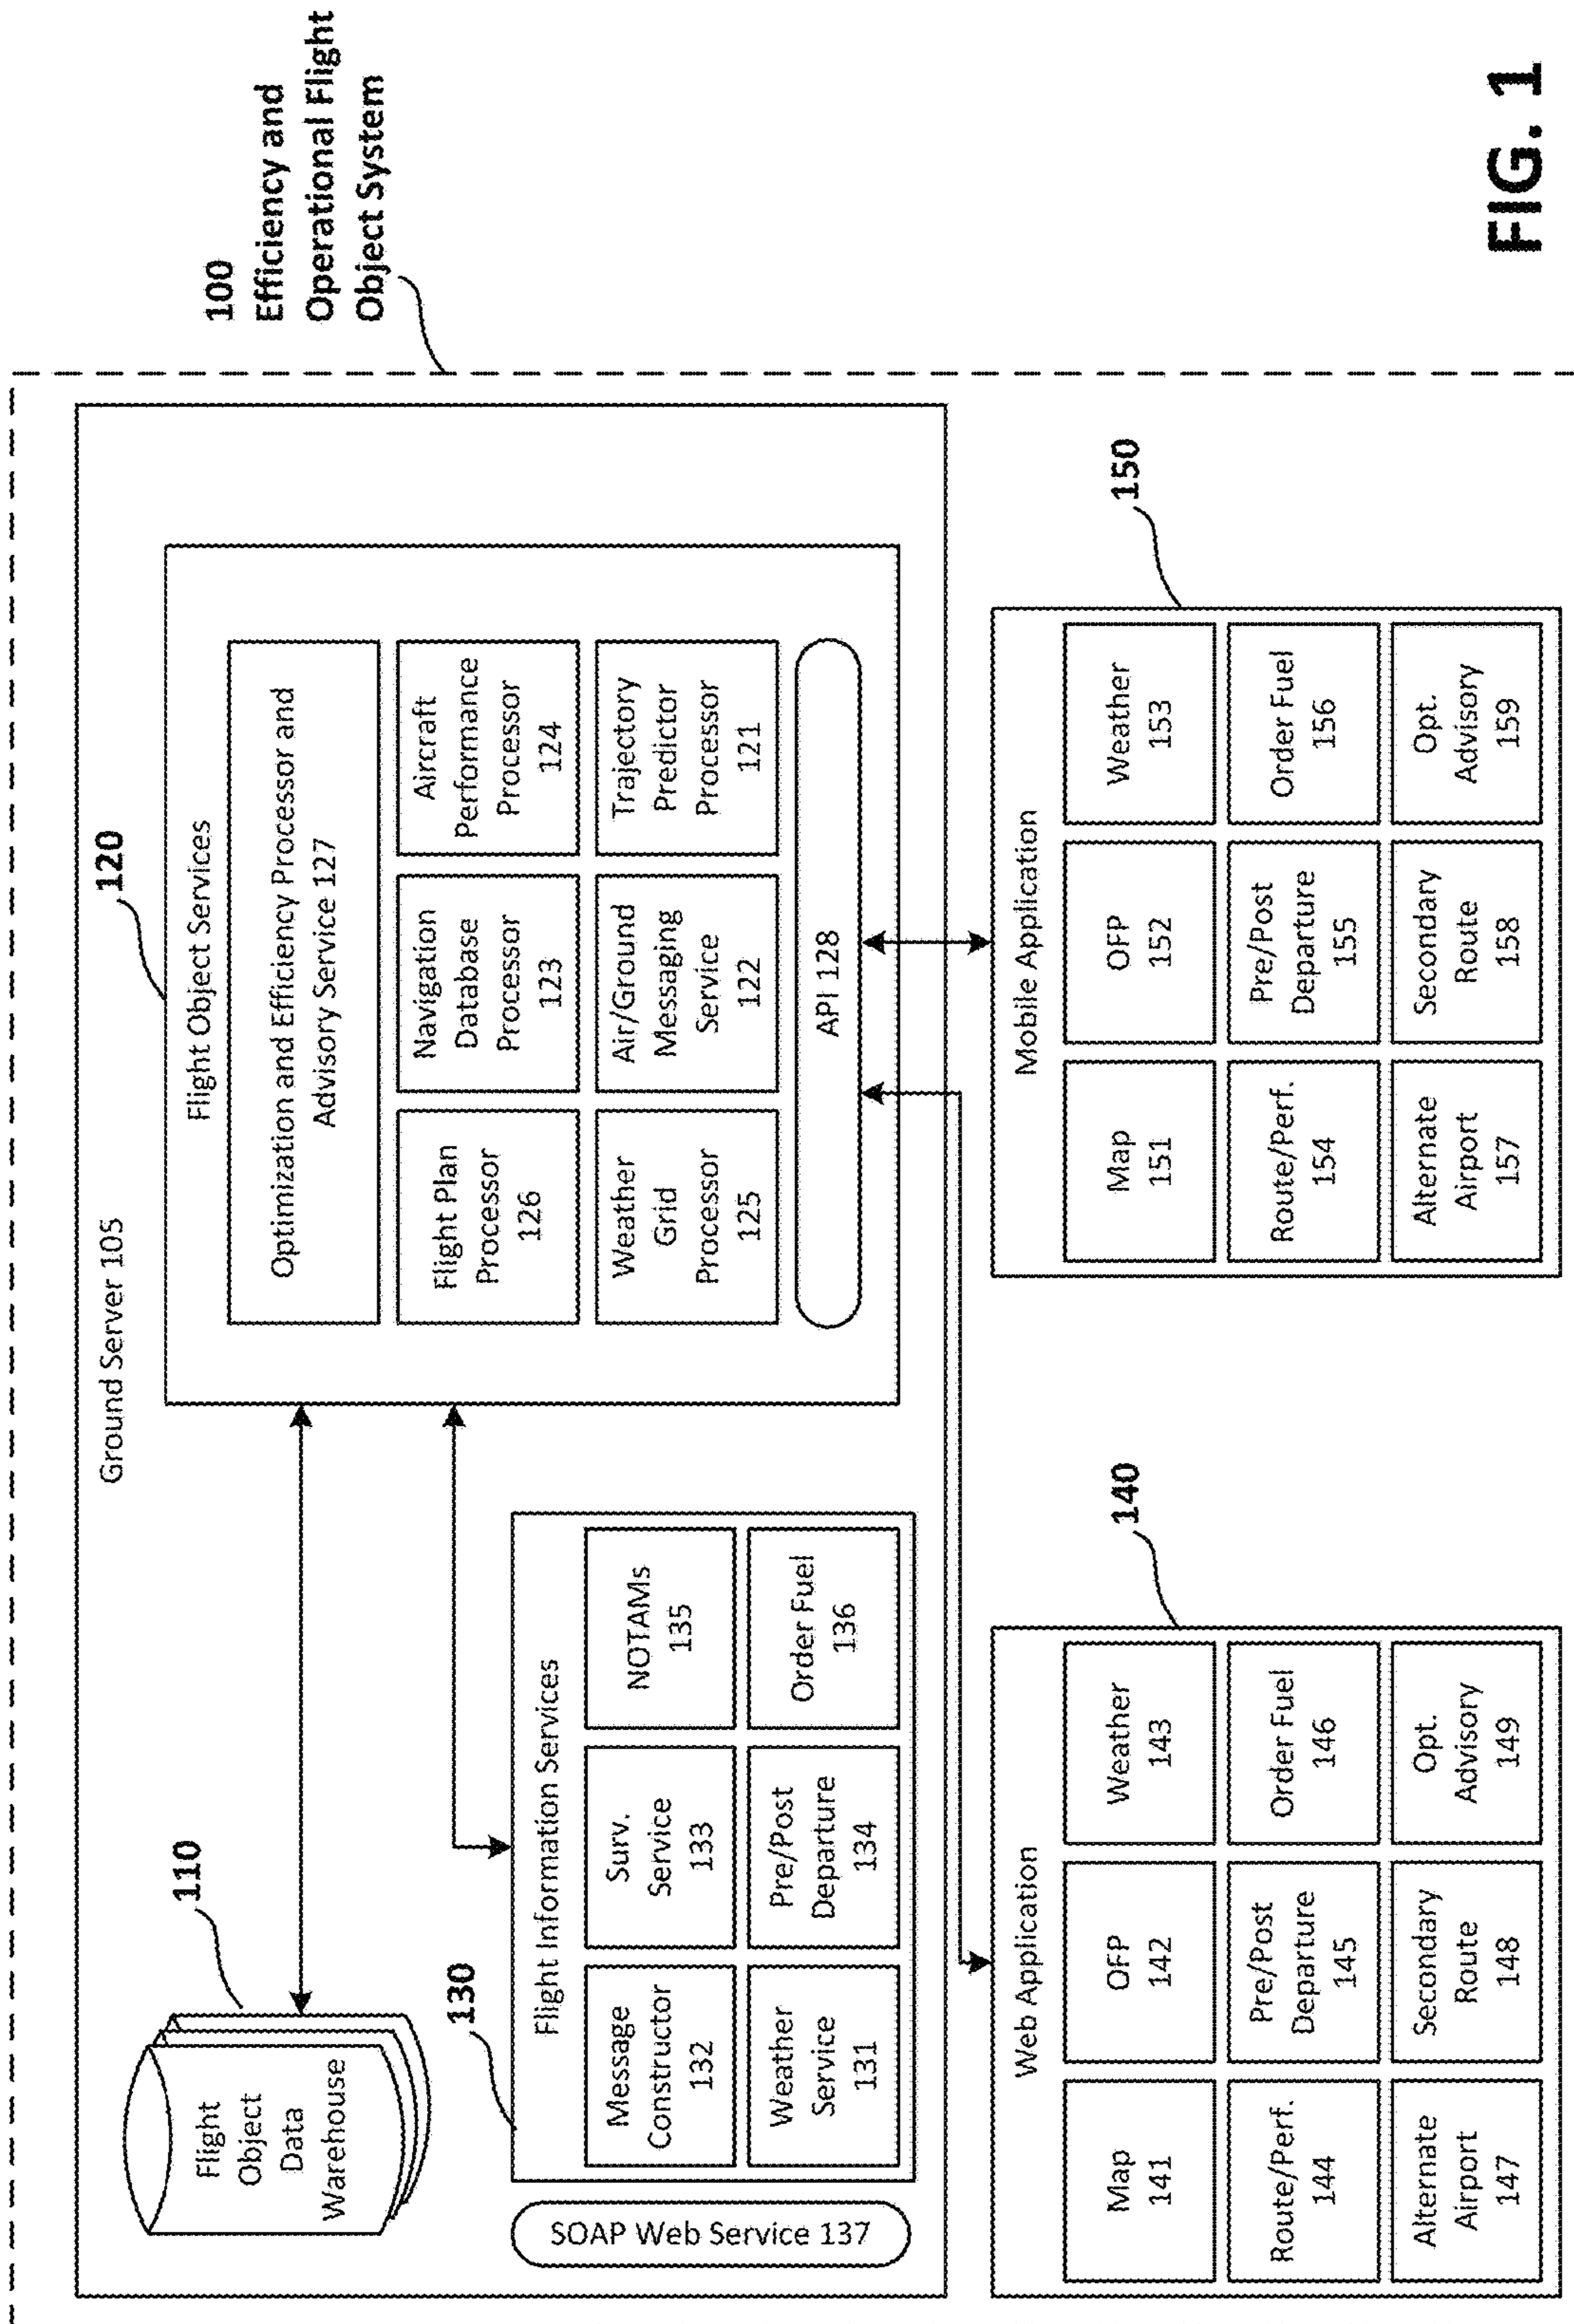 100
Efficiency and
Operational Flight
Object System
Ground Server 105
110
Flight
Object
Data
Warehouse
120
Flight Object Services
Optimization and Efficiency Processor and
Advisory Service 127
Flight Plan
Processor
126
Navigation
Database
Processor
123
Aircraft
Performance
Processor
124
Weather
Grid
Processor
125
Air/Ground
Messaging
Service
122
Trajectory
Predictor
Processor
121
API 128
130
Flight Information Services
Message
Constructor
132
Surv.
Service
133
NOTAMs
135
Weather
Service
131
Pre/Post
Departure
134
Order Fuel
136
SOAP Web Service 137
140
Web Application
Map
141
OFP
142
Weather
143
Route/Perf.
144
Pre/Post
Departure
145
Order Fuel
146
Alternate
Airport
147
Secondary
Route
148
Opt.
Advisory
149
150
Mobile Application
Map
151
OFP
152
Weather
153
Route/Perf.
154
Pre/Post
Departure
155
Order Fuel
156
Alternate
Airport
157
Secondary
Route
158
Opt.
Advisory
159
FIG. 1